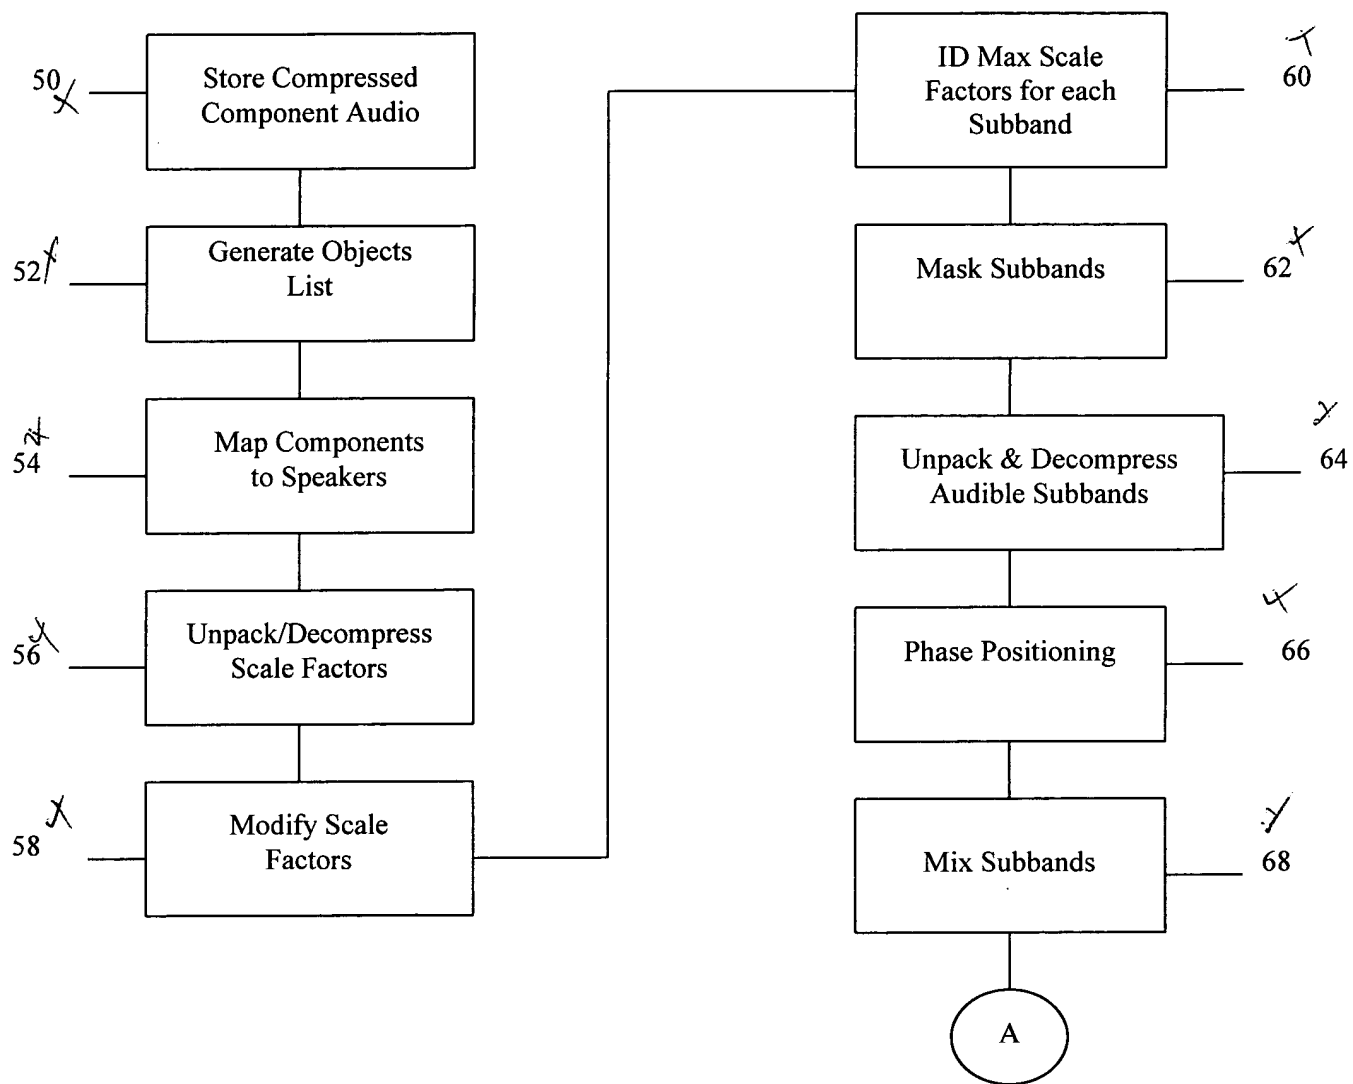 50
Store Compressed
Component Audio
52
Generate Objects
List
54
Map Components
to Speakers
56
Unpack/Decompress
Scale Factors
58
Modify Scale
Factors
ID Max Scale
Factors for each
Subband
60
Mask Subbands
62
Unpack & Decompress
Audible Subbands
64
Phase Positioning
66
Mix Subbands
68
A